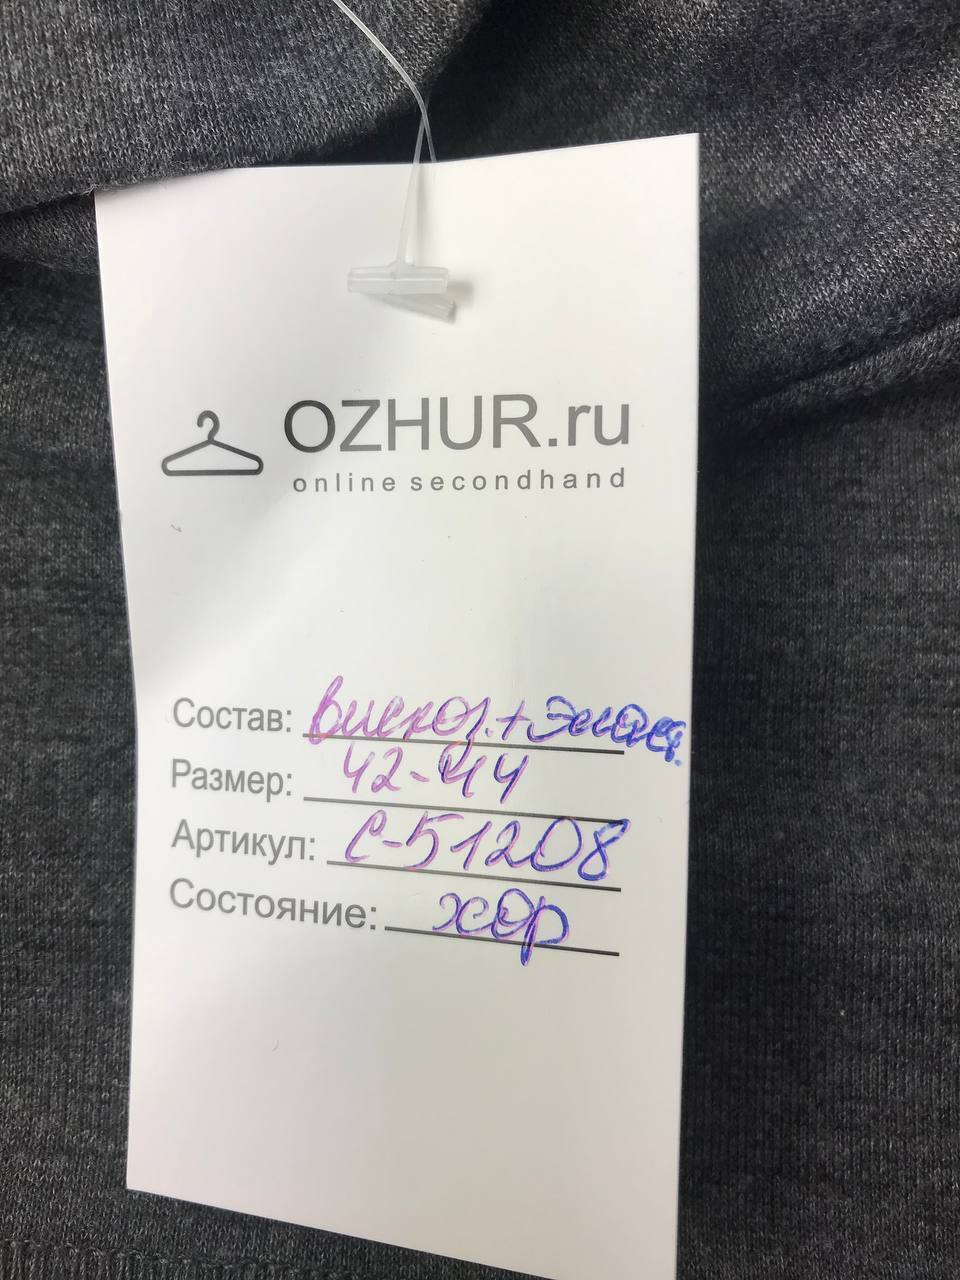 OZHUR.ru
online secondhand
Состав: вискоз.+эласт.
Размер: 42-44
Артикул: С-51208
Состояние: хор